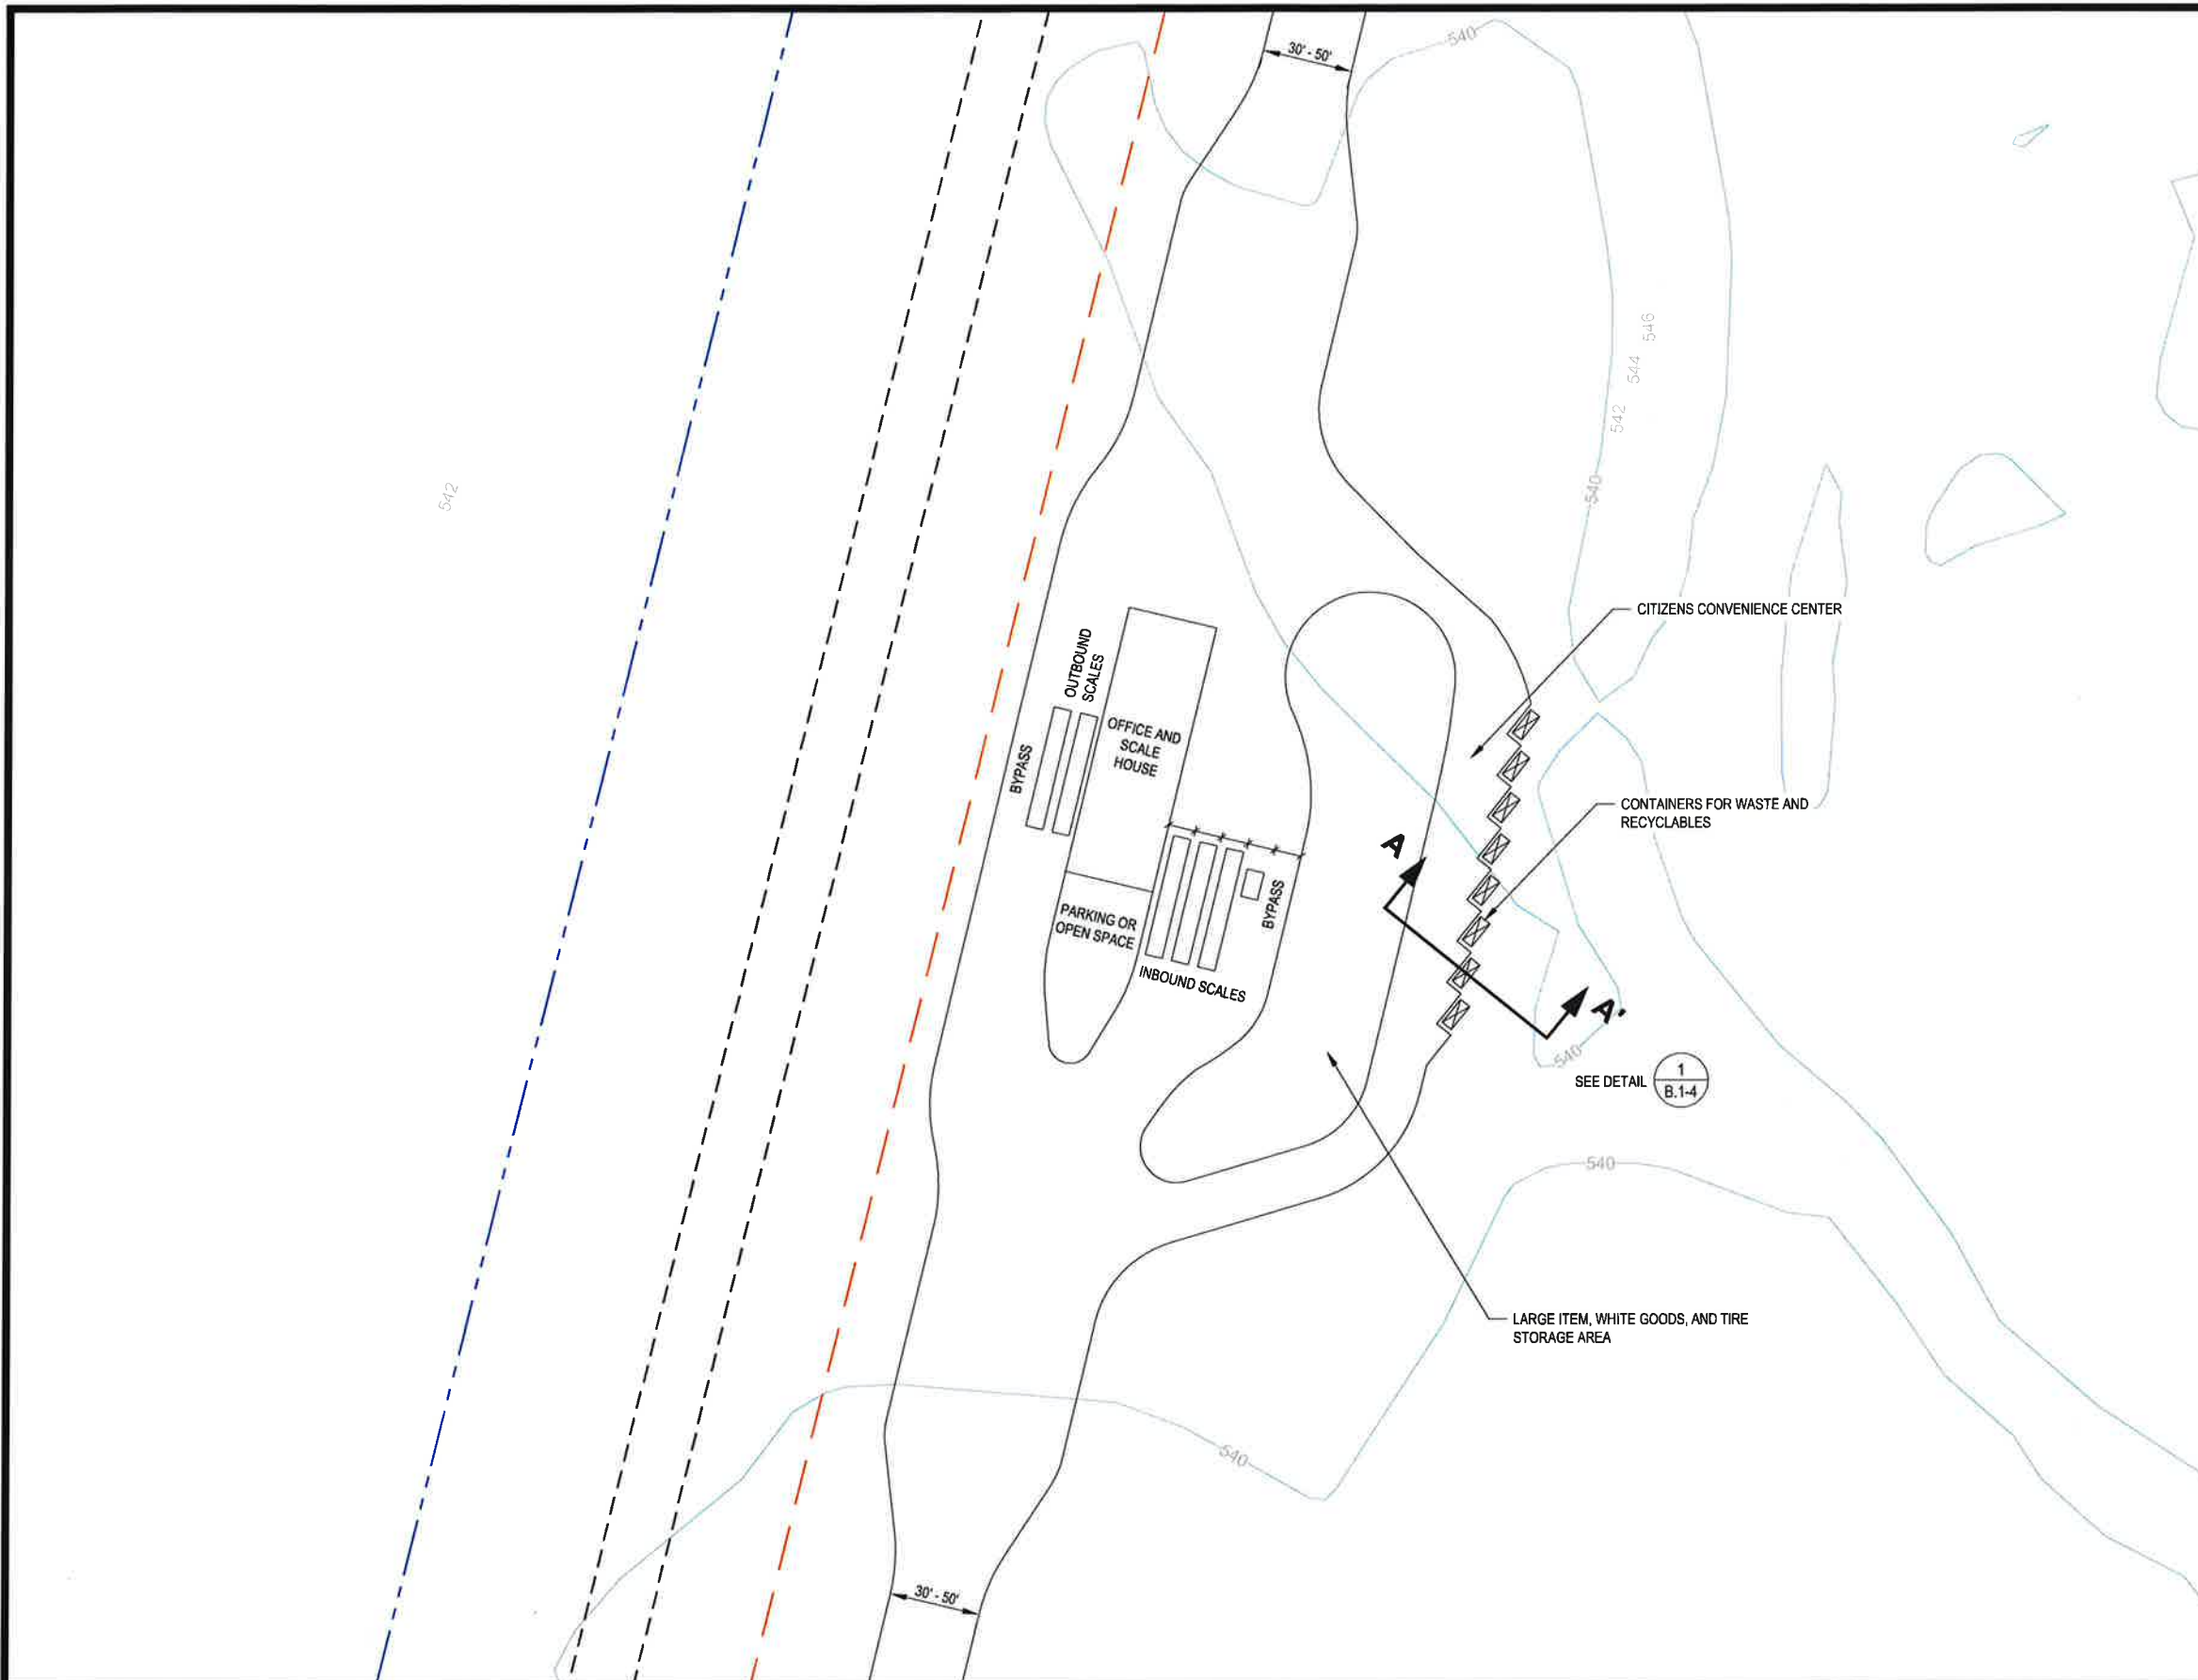 30' - 50'
540
546
544
542
540
542
CITIZENS CONVENIENCE CENTER
OUTBOUND
SCALES
OFFICE AND
SCALE
HOUSE
BYPASS
CONTAINERS FOR WASTE AND
RECYCLABLES
A
BYPASS
PARKING OR
OPEN SPACE
INBOUND SCALES
A'
540
SEE DETAIL
1
B.1-4
540
LARGE ITEM, WHITE GOODS, AND TIRE
STORAGE AREA
540
30' - 50'